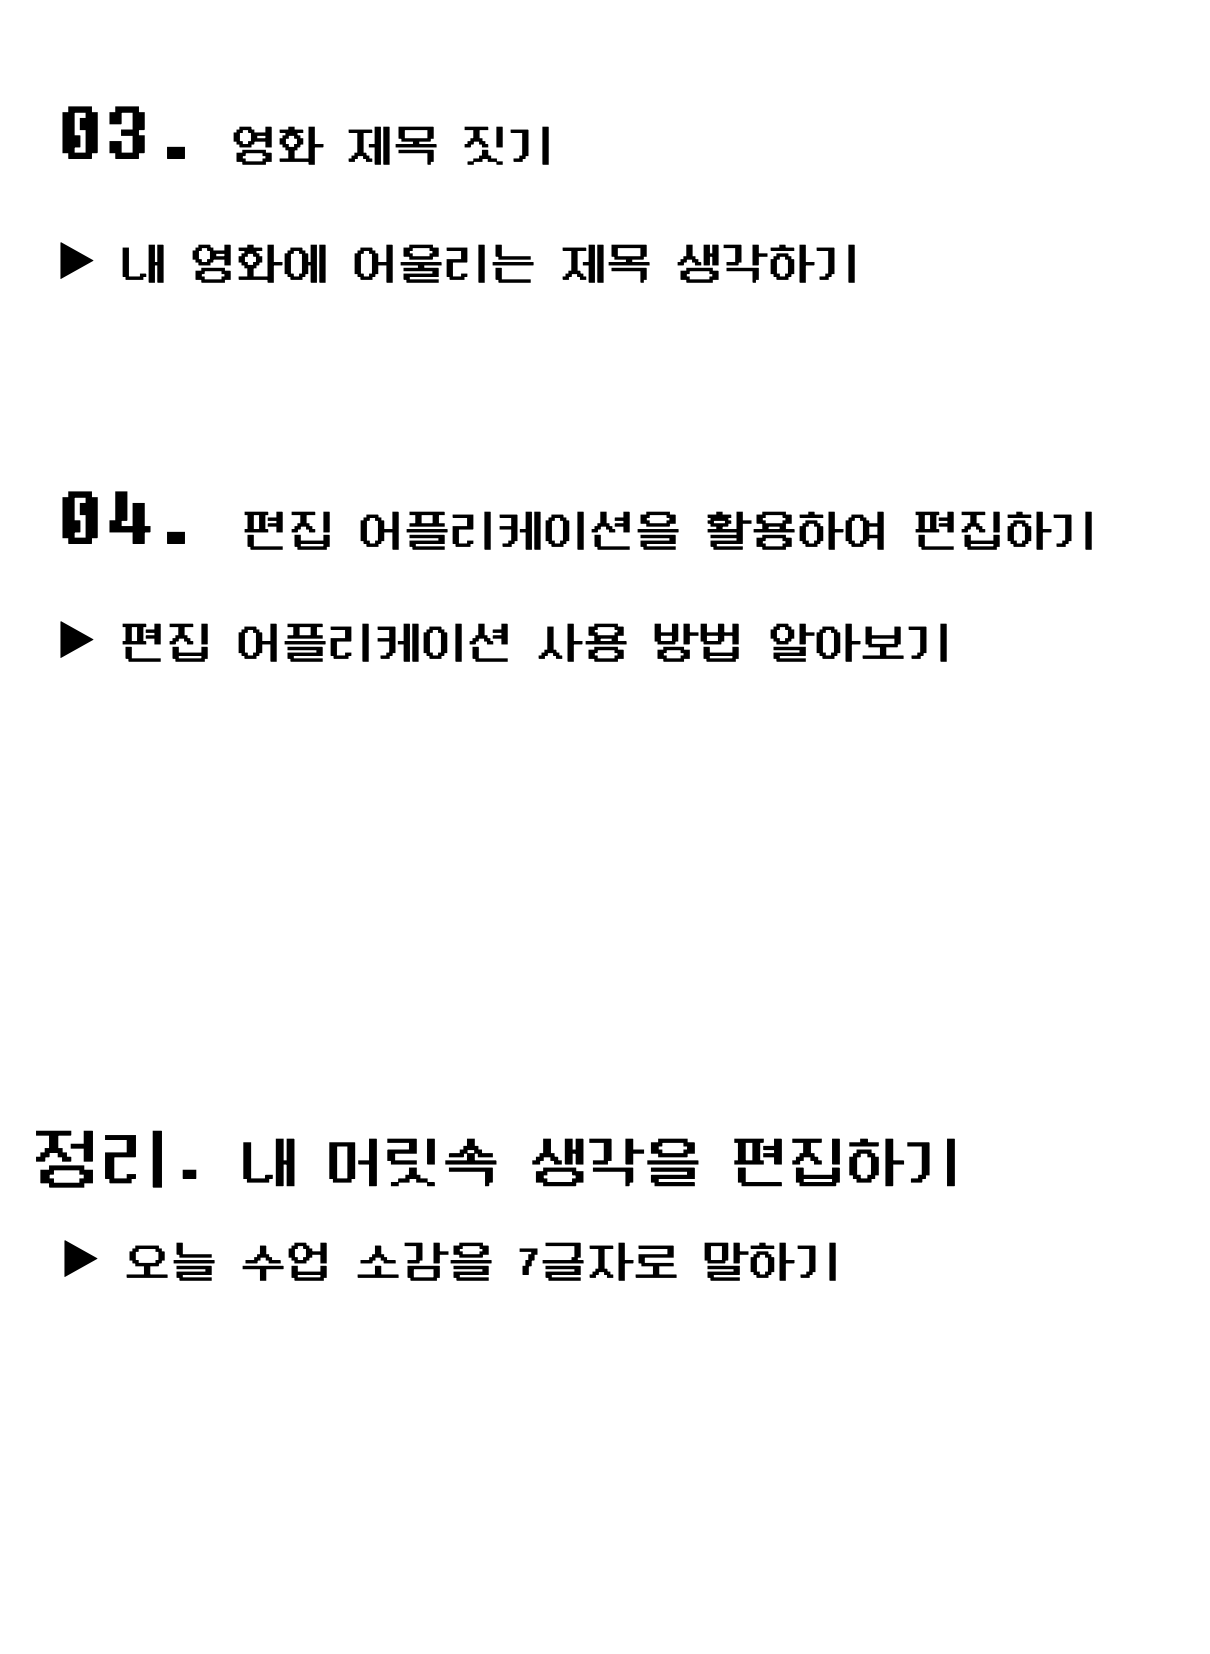 03. 영화 제목 짓기
▶ 내 영화에 어울리는 제목 생각하기
04. 편집 어플리케이션을 활용하여 편집하기
▶ 편집 어플리케이션 사용 방법 알아보기
정리. 내 머릿속 생각을 편집하기
▶ 오늘 수업 소감을 7글자로 말하기